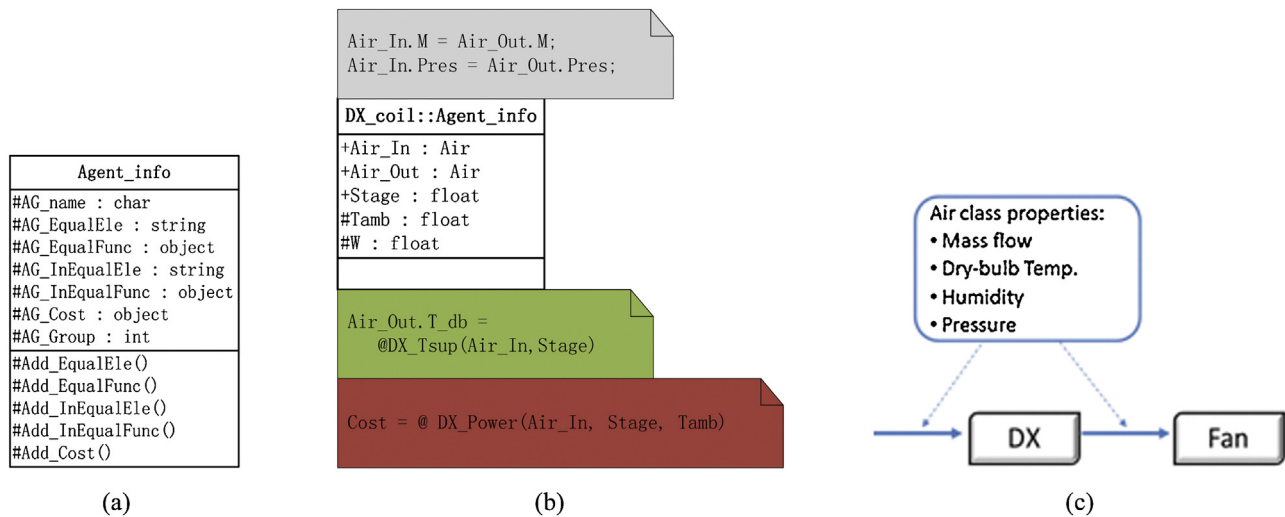 Agent_info
#AG_name : char
#AG_EqualEle : string
#AG_EqualFunc : object
#AG_InEqualEle : string
#AG_InEqualFunc : object
#AG_Cost : object
#AG_Group : int
#Add_EqualEle()
#Add_EqualFunc()
#Add_InEqualEle()
#Add_InEqualFunc()
#Add_Cost()
(a)
Air_In.M = Air_Out.M;
Air_In.Pres = Air_Out.Pres;
DX_coil::Agent_info
+Air_In : Air
+Air_Out : Air
+Stage : float
#Tamb : float
#W : float
Air_Out.T_db =
@DX_Tsup(Air_In,Stage)
Cost = @ DX_Power(Air_In, Stage, Tamb)
(b)
Air class properties:
• Mass flow
• Dry-bulb Temp.
• Humidity
• Pressure
DX
Fan
(c)